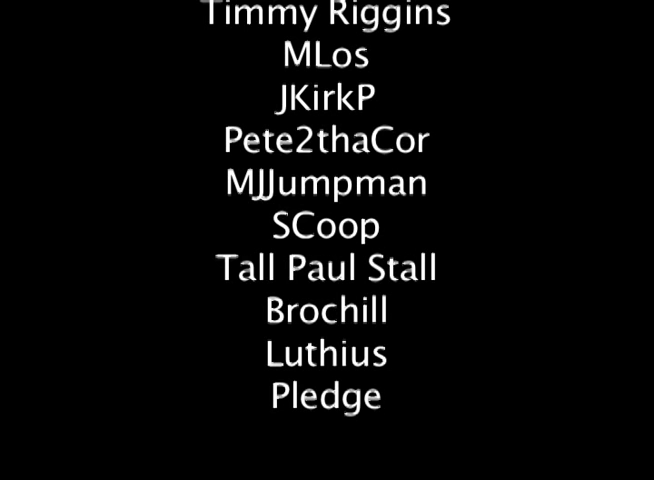 Timmy Riggins
MLos
JKirkP
Pete2thaCor
MJJumpman
SCoop
Tall Paul Stall
Brochill
Luthius
Pledge